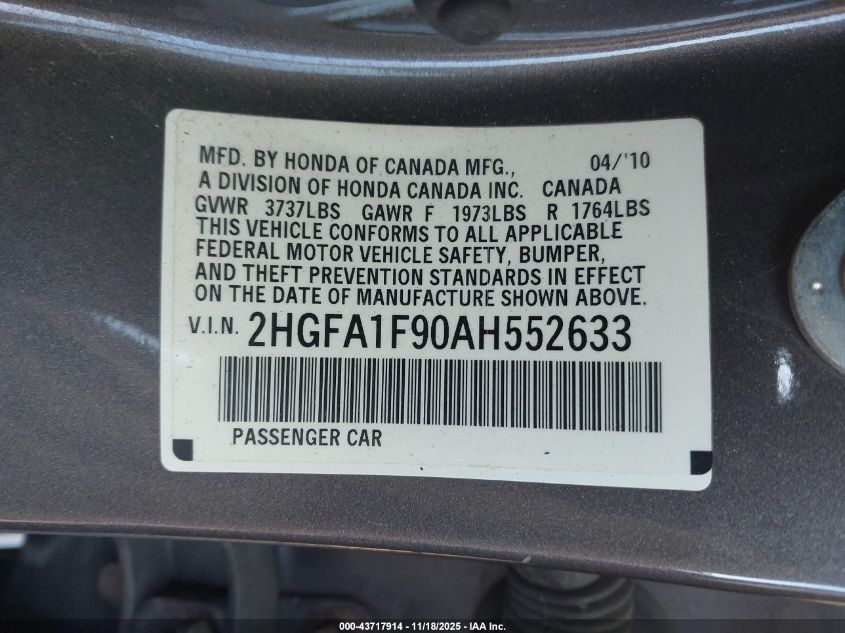 MFD. BY HONDA OF CANADA MFG., 04/'10
A DIVISION OF HONDA CANADA INC. CANADA
GVWR 3737LBS GAWR F 1973LBS R 1764LBS
THIS VEHICLE CONFORMS TO ALL APPLICABLE
FEDERAL MOTOR VEHICLE SAFETY, BUMPER,
AND THEFT PREVENTION STANDARDS IN EFFECT
ON THE DATE OF MANUFACTURE SHOWN ABOVE.
V.I.N. 2HGFA1F90AH552633
PASSENGER CAR
000-43717914 - 11/18/2025 - IAA, Inc.